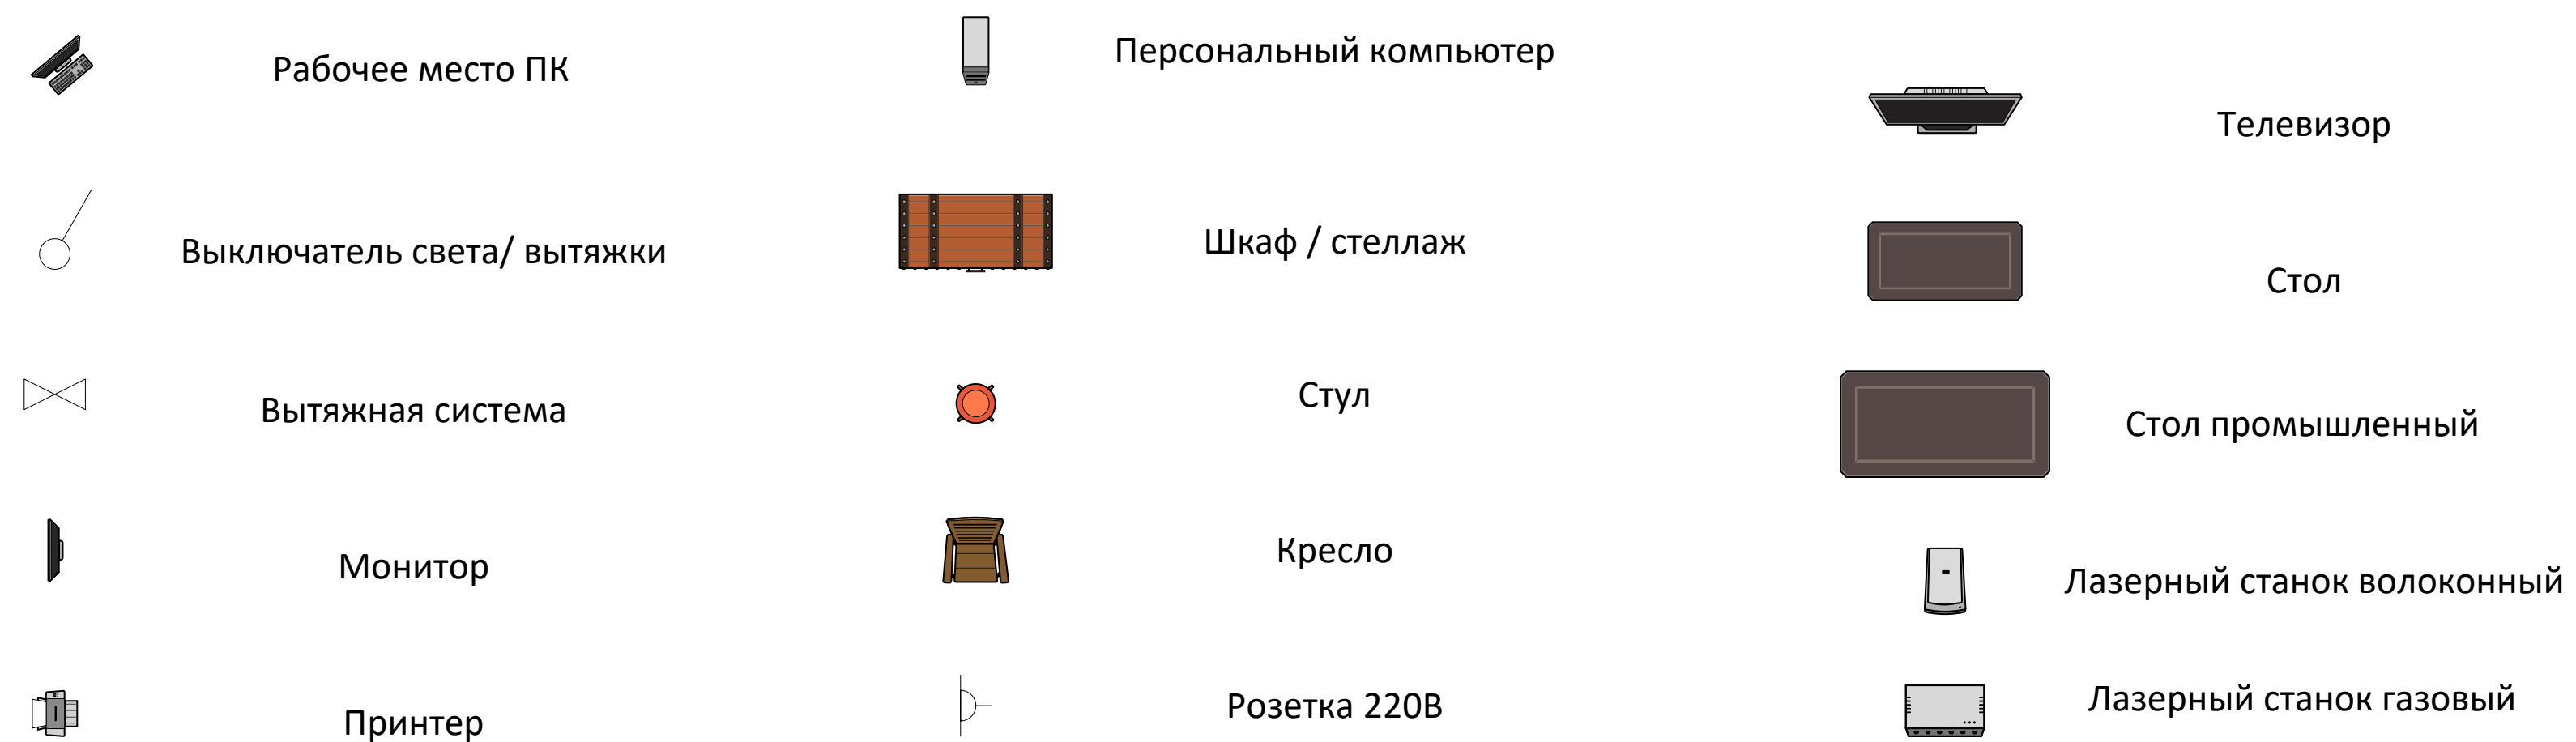 Рабочее место ПК
Выключатель света/ вытяжки
Вытяжная система
Монитор
Принтер
Персональный компьютер
Шкаф / стеллаж
Стул
Кресло
Розетка 220В
Телевизор
Стол
Стол промышленный
Лазерный станок волоконный
Лазерный станок газовый